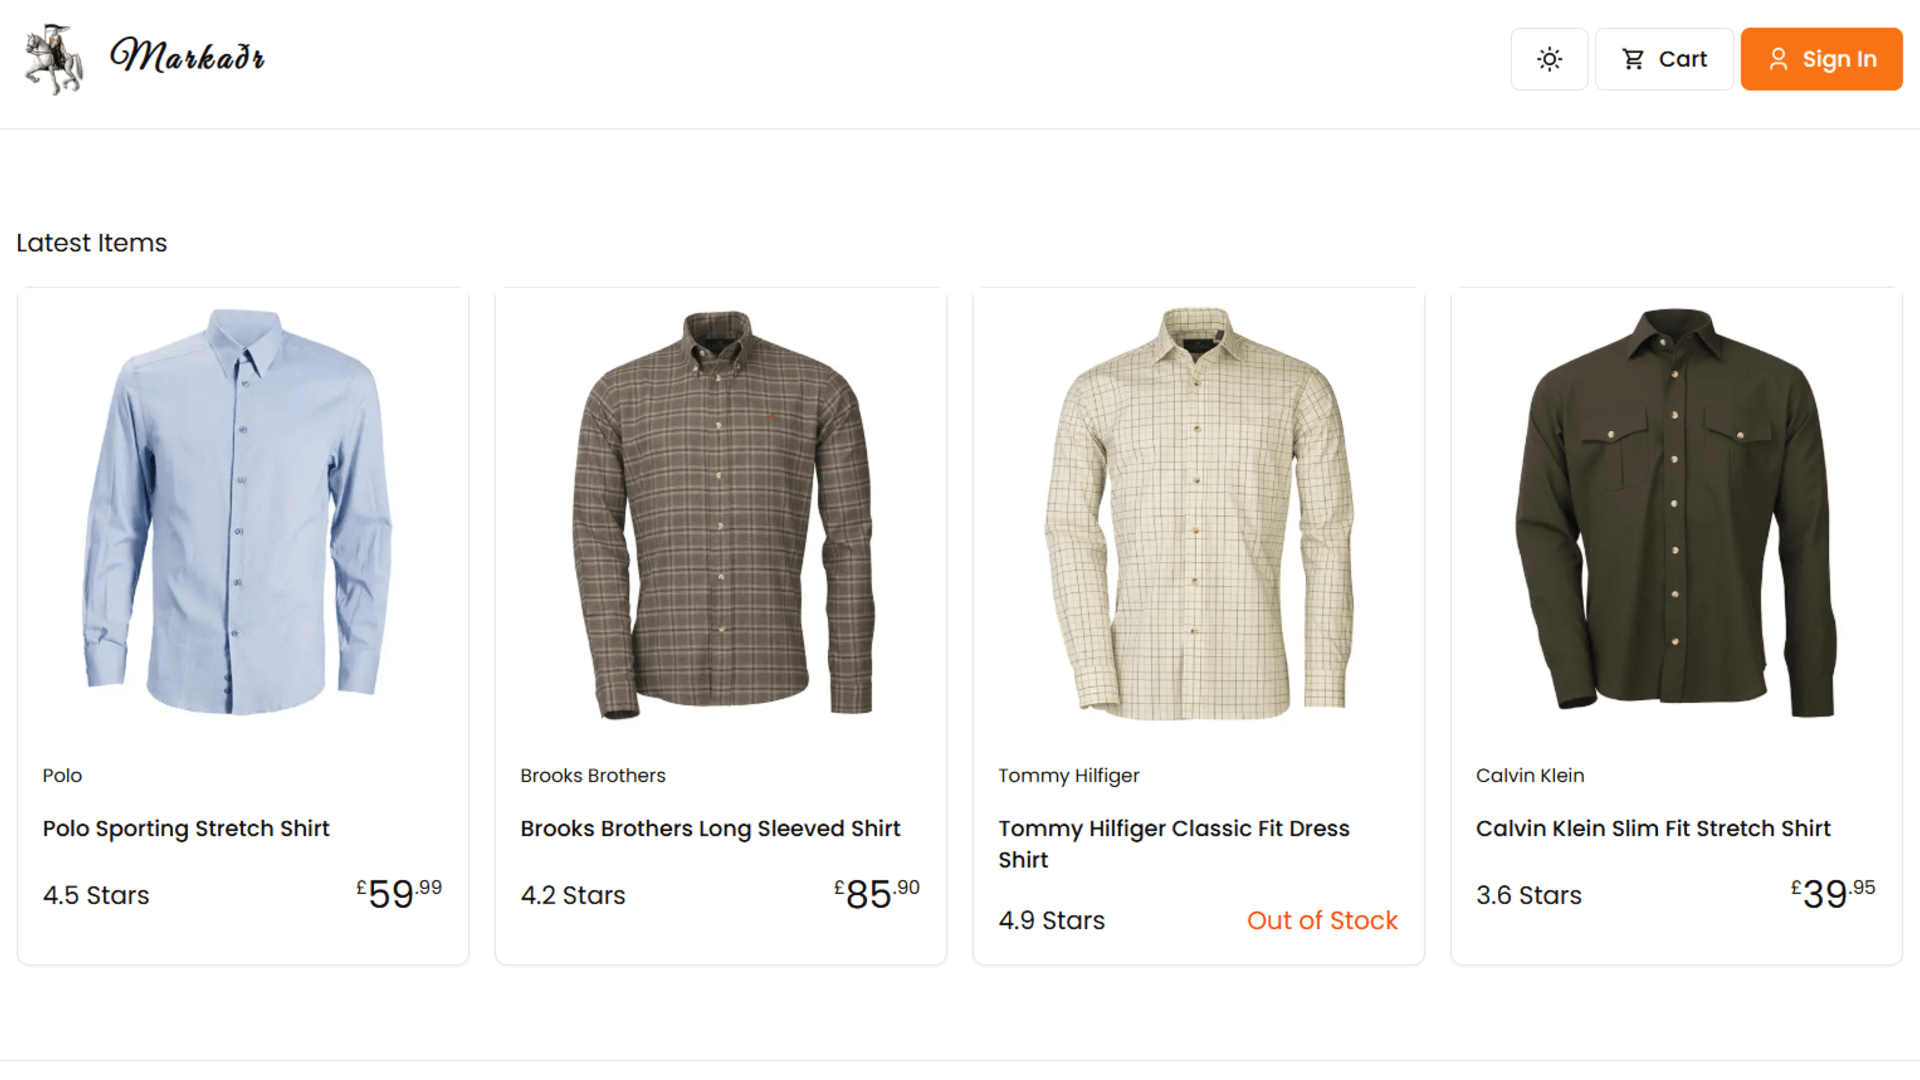 Markaðr
Cart
Sign In
Latest Items
Polo
Polo Sporting Stretch Shirt
4.5 Stars
£59.99
Brooks Brothers
Brooks Brothers Long Sleeved Shirt
4.2 Stars
£85.90
Tommy Hilfiger
Tommy Hilfiger Classic Fit Dress
Shirt
4.9 Stars
Out of Stock
Calvin Klein
Calvin Klein Slim Fit Stretch Shirt
3.6 Stars
£39.95